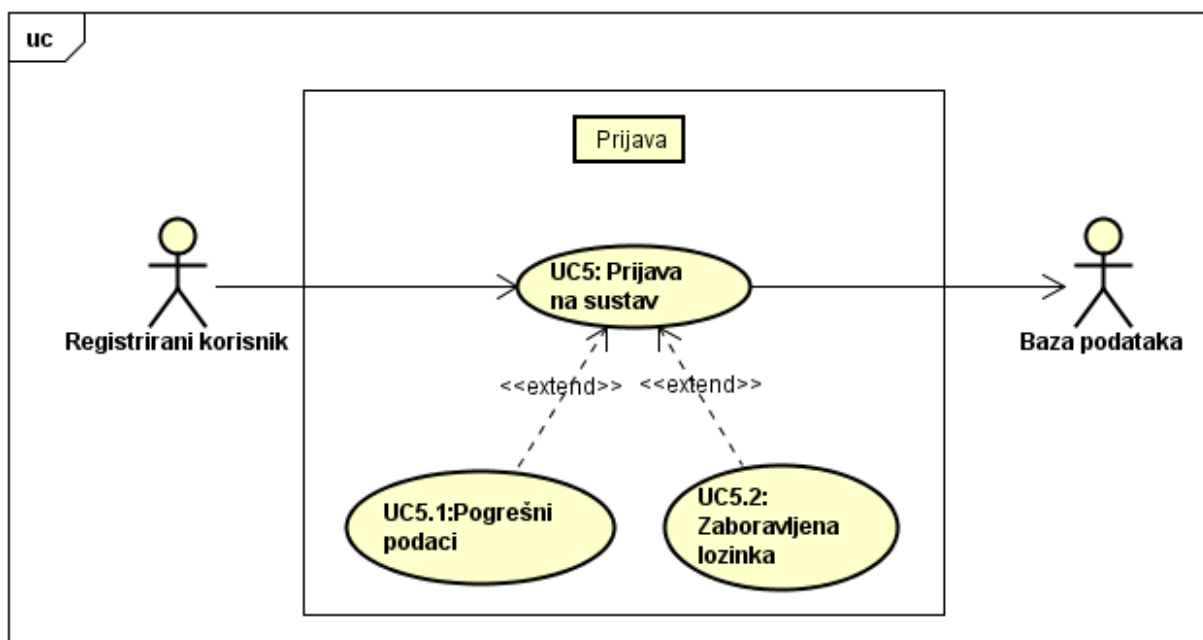 uc
Prijava
UC5: Prijava
na sustav
Registrirani korisnik
Baza podataka
<<extend>>
<<extend>>
UC5.1:Pogrešni
podaci
UC5.2:
Zaboravljena
lozinka